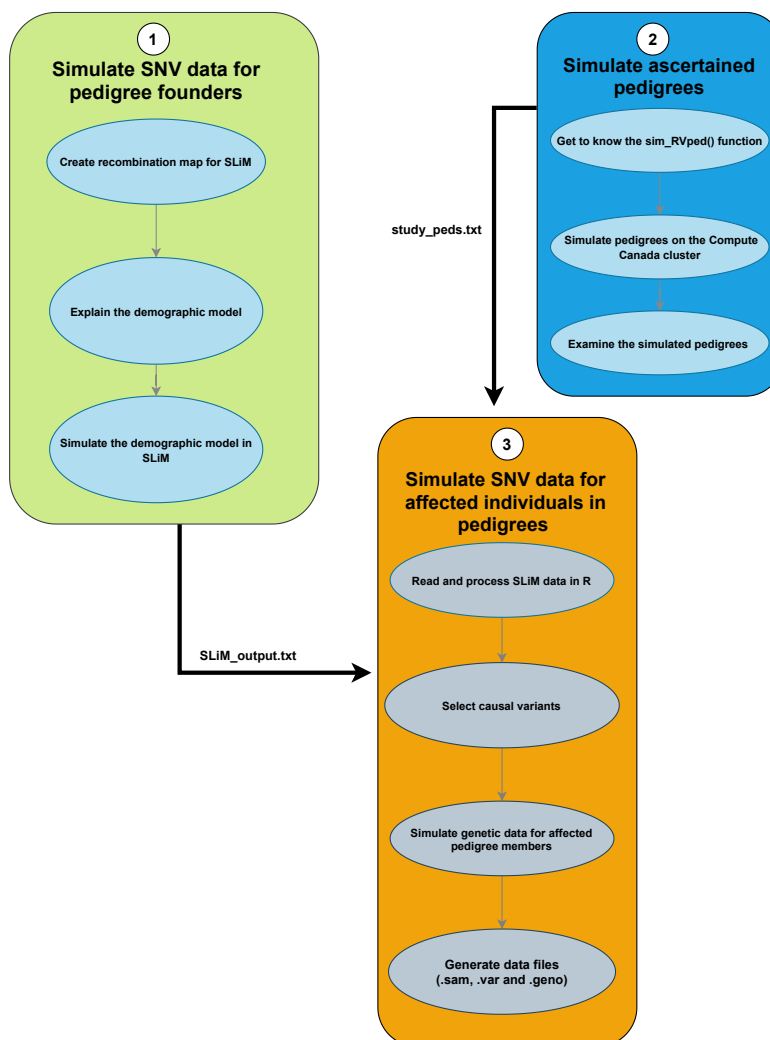 1
Simulate SNV data for
pedigree founders
Create recombination map for SLiM
Explain the demographic model
Simulate the demographic model in
SLiM
SLiM_output.txt
2
Simulate ascertained
pedigrees
Get to know the sim_RVped() function
Simulate pedigrees on the Compute
Canada cluster
Examine the simulated pedigrees
study_peds.txt
3
Simulate SNV data for
affected individuals in
pedigrees
Read and process SLiM data in R
Select causal variants
Simulate genetic data for affected
pedigree members
Generate data files
(.sam, .var and .geno)